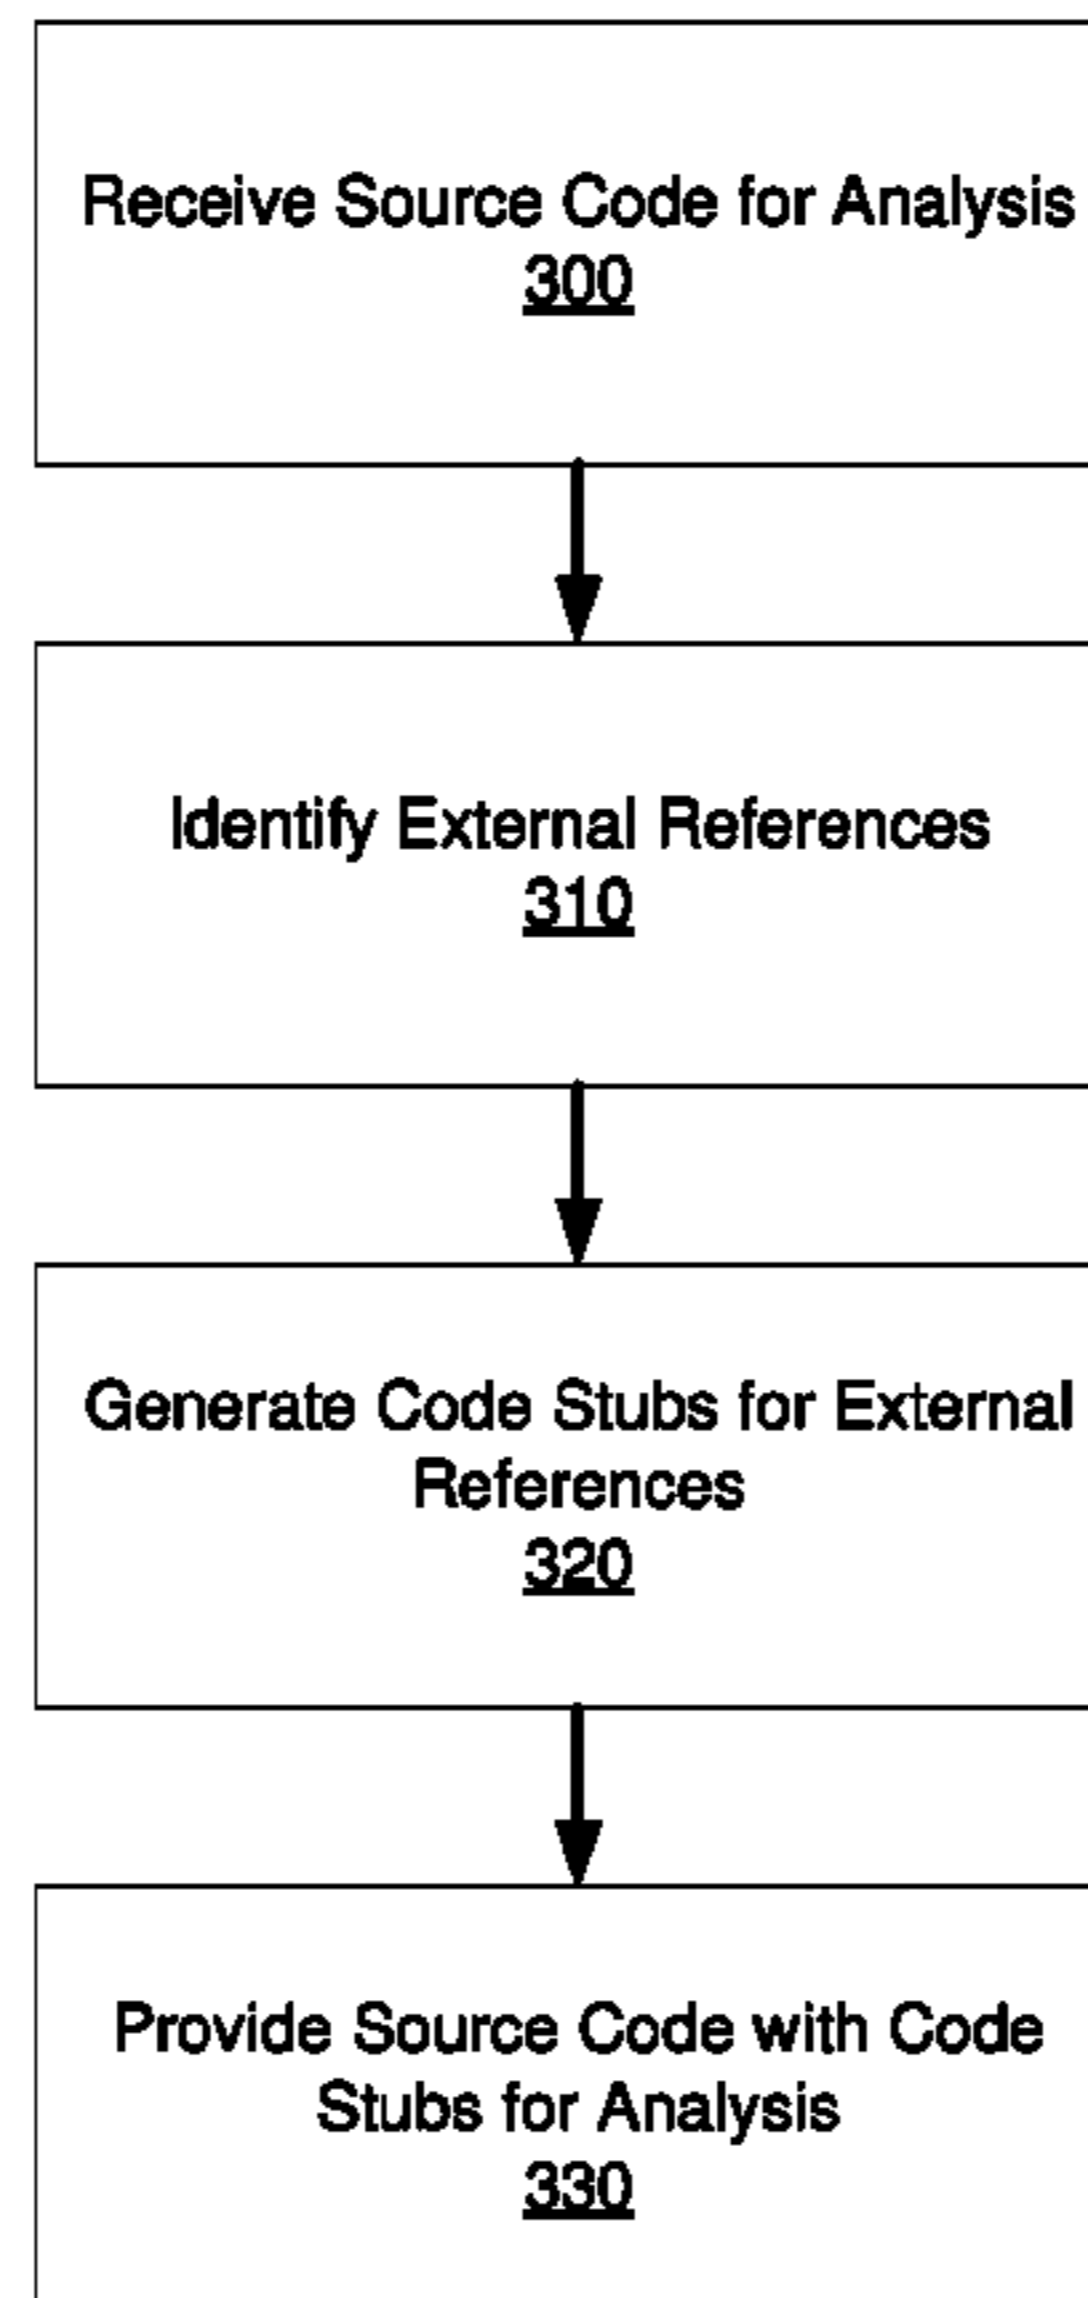 Receive Source Code for Analysis
300
Identify External References
310
Generate Code Stubs for External
References
320
Provide Source Code with Code
Stubs for Analysis
330